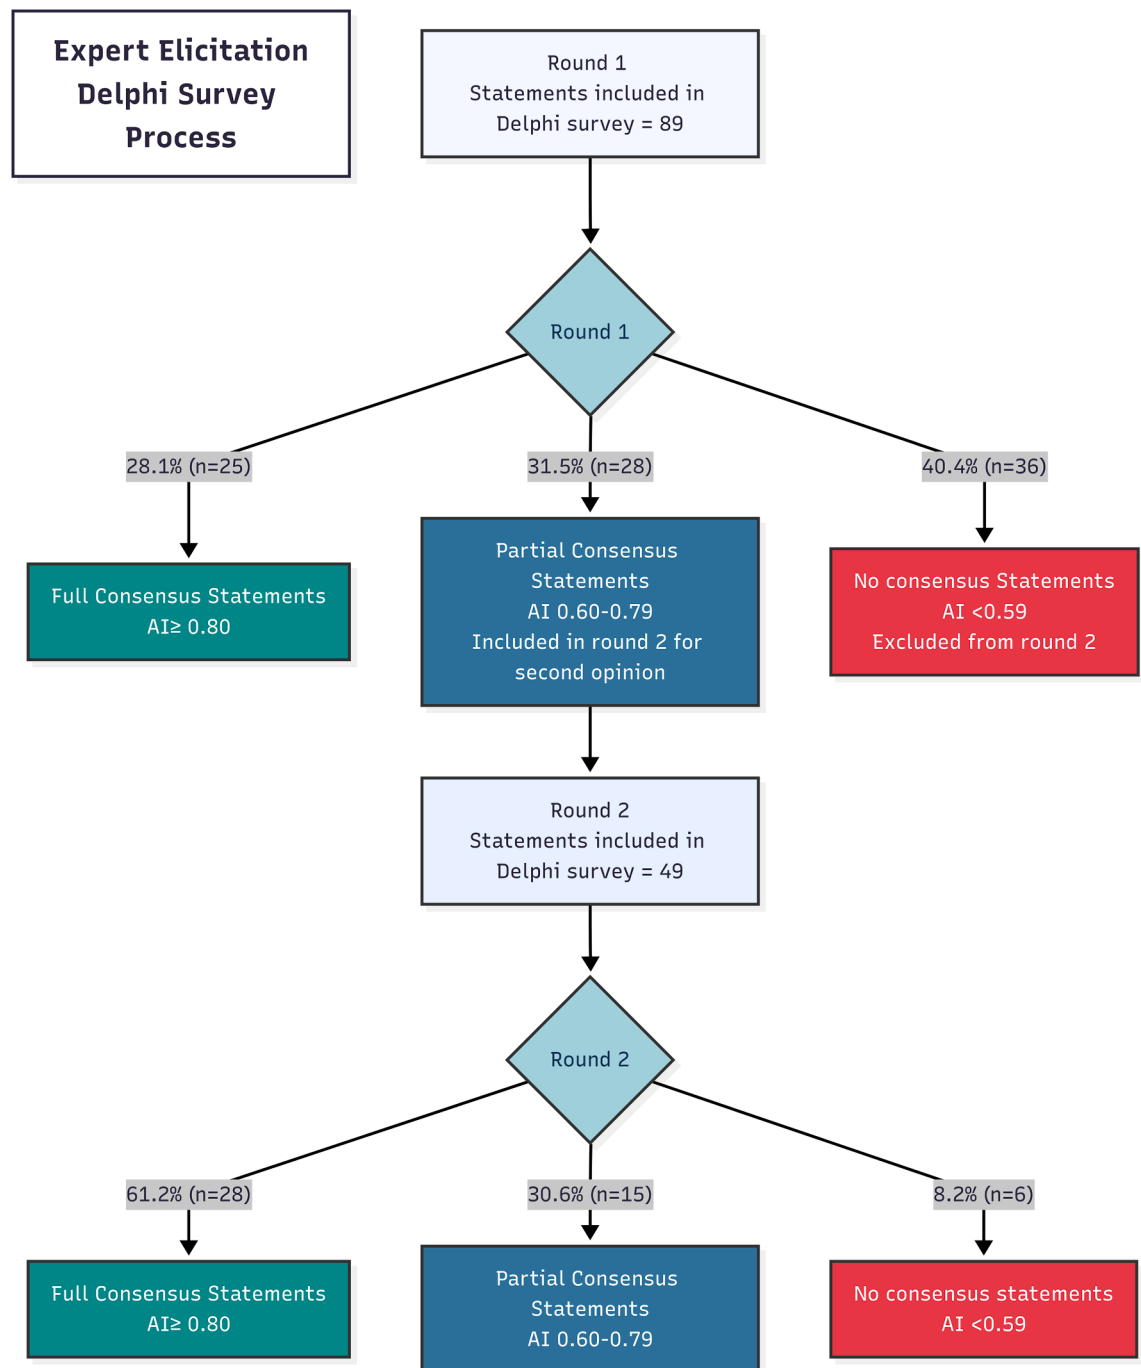 Expert Elicitation
Delphi Survey
Process
Round 1
Statements included in
Delphi survey = 89
Round 1
28.1% (n=25)
31.5% (n=28)
40.4% (n=36)
Full Consensus Statements
AI≥ 0.80
Partial Consensus
Statements
AI 0.60-0.79
Included in round 2 for
second opinion
No consensus Statements
AI <0.59
Excluded from round 2
Round 2
Statements included in
Delphi survey = 49
Round 2
61.2% (n=28)
30.6% (n=15)
8.2% (n=6)
Full Consensus Statements
AI≥ 0.80
Partial Consensus
Statements
AI 0.60-0.79
No consensus statements
AI <0.59